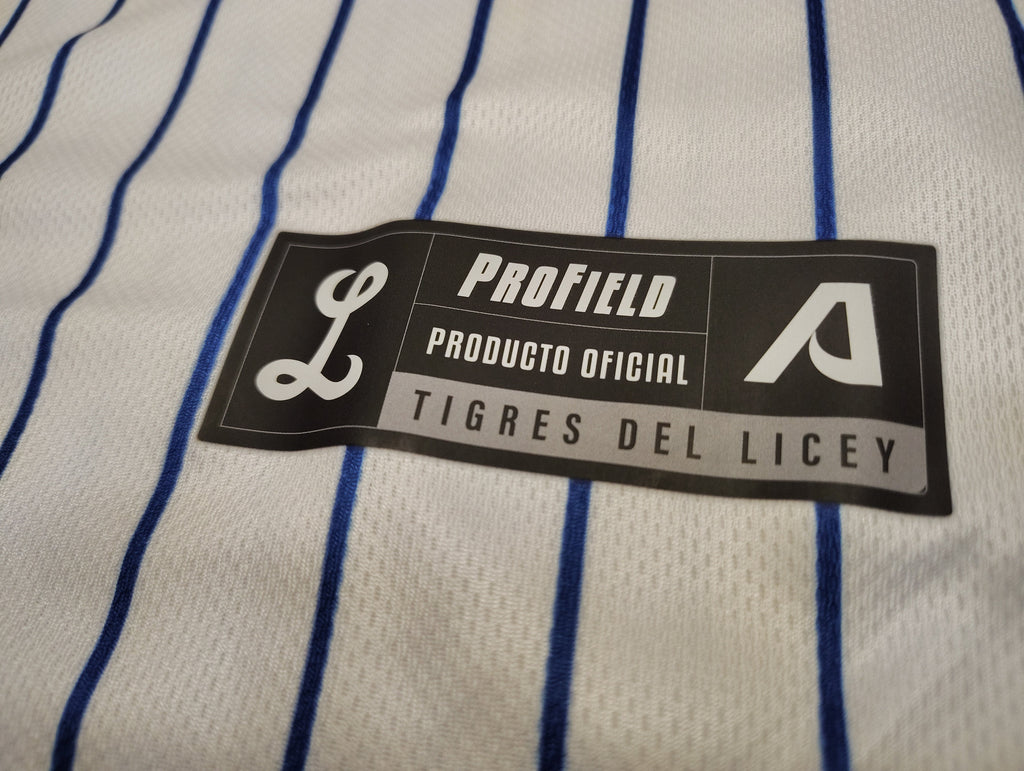 L
PROFIELD
PRODUCTO OFICIAL
TIGRES DEL LICEY